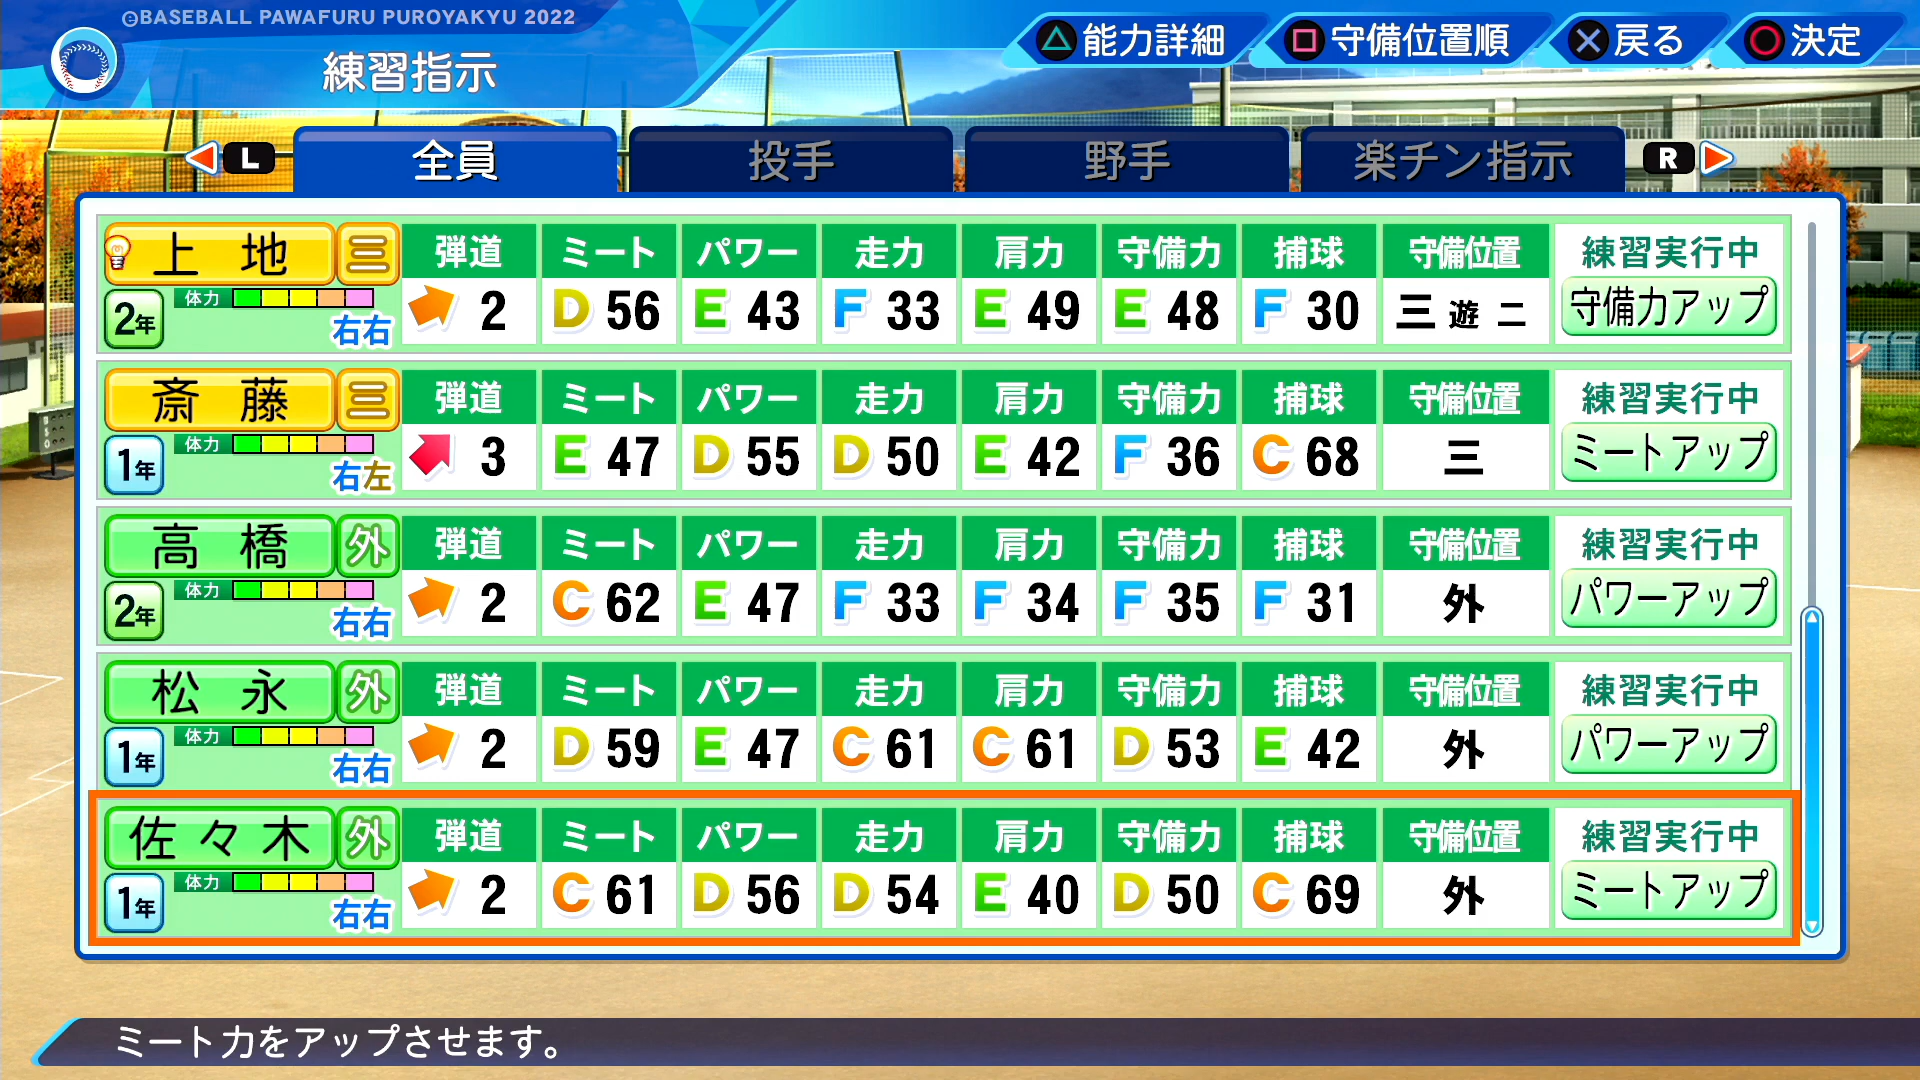 eBASEBALL PAWAFURU PUROYAKYU 2022
練習指示
能力詳細 守備位置順 戻る 決定
L 全員 投手 野手 楽チン指示 R
上地 三 弾道 ミート パワー 走力 肩力 守備力 捕球 守備位置 練習実行中
2年 体力 右右 2 D 56 E 43 F 33 E 49 E 48 F 30 三 遊 二 守備力アップ
斎藤 三 弾道 ミート パワー 走力 肩力 守備力 捕球 守備位置 練習実行中
1年 体力 右左 3 E 47 D 55 D 50 E 42 F 36 C 68 三 ミートアップ
高橋 外 弾道 ミート パワー 走力 肩力 守備力 捕球 守備位置 練習実行中
2年 体力 右右 2 C 62 E 47 F 33 F 34 F 35 F 31 外 パワーアップ
松永 外 弾道 ミート パワー 走力 肩力 守備力 捕球 守備位置 練習実行中
1年 体力 右右 2 D 59 E 47 C 61 C 61 D 53 E 42 外 パワーアップ
佐々木 外 弾道 ミート パワー 走力 肩力 守備力 捕球 守備位置 練習実行中
1年 体力 右右 2 C 61 D 56 D 54 E 40 D 50 C 69 外 ミートアップ
ミート力をアップさせます。